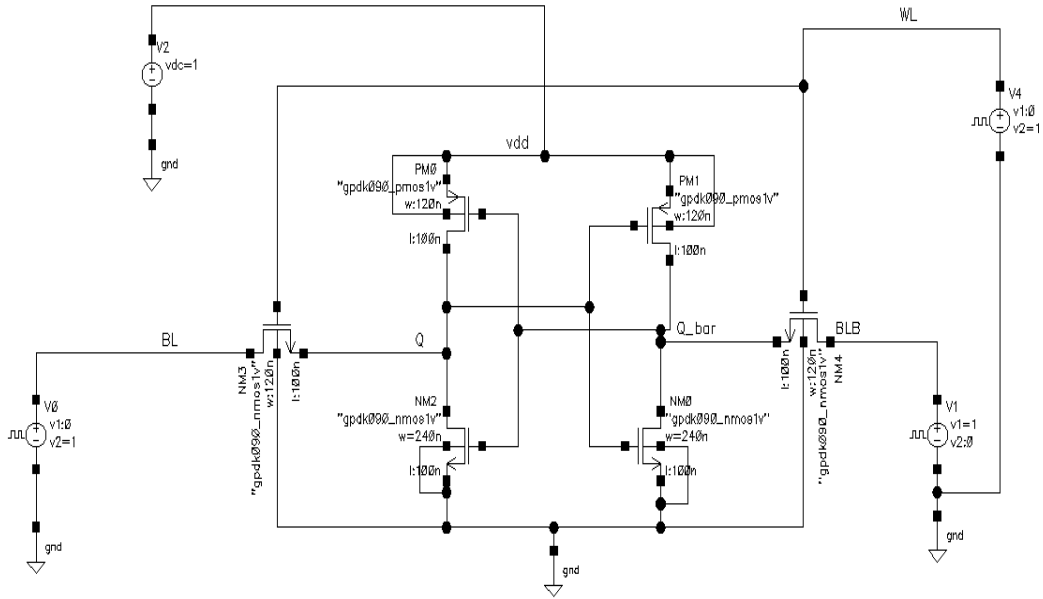 WL
V2
vdc=1
gnd
V4
v1:0
v2=1
vdd
PM0
"gpdk090_pmos1v"
w:120n
l:100n
PM1
"gpdk090_pmos1v"
w:120n
l:100n
BL
Q
Q_bar
BLB
NM3
"gpdk090_nmos1v"
w:120n
l:100n
NM4
"gpdk090_nmos1v"
w:120n
l:100n
V0
v1:0
v2=1
gnd
NM2
"gpdk090_nmos1v"
w=240n
l:100n
NM0
"gpdk090_nmos1v"
w=240n
l:100n
V1
v1=1
v2:0
gnd
gnd